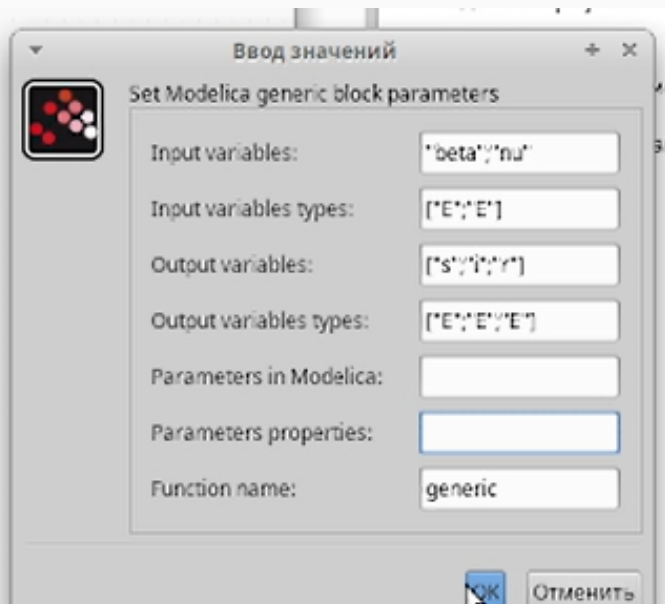 Ввод значений
Set Modelica generic block parameters
Input variables: "beta";"nu"
Input variables types: ["E";"E"]
Output variables: ["s";"i";"r"]
Output variables types: ["E";"E";"E"]
Parameters in Modelica:
Parameters properties:
Function name: generic
OK Отменить